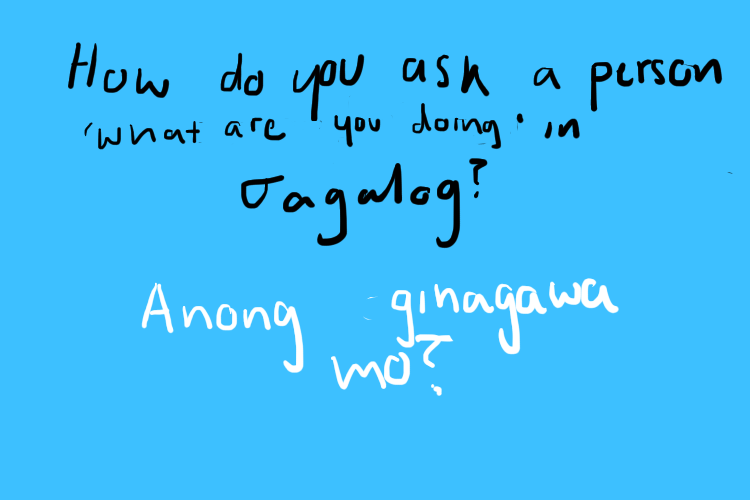 How do you ask a person
'what are you doing' in
Tagalog?
Anong ginagawa
mo?